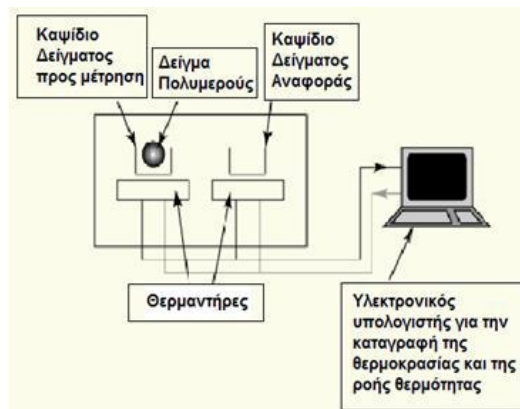 Καψίδιο
Δείγματος
προς μέτρηση
Δείγμα
Πολυμερούς
Καψίδιο
Δείγματος
Αναφοράς
Θερμαντήρες
Υλεκτρονικός
υπολογιστής για την
καταγραφή της
θερμοκρασίας και της
ροής θερμότητας